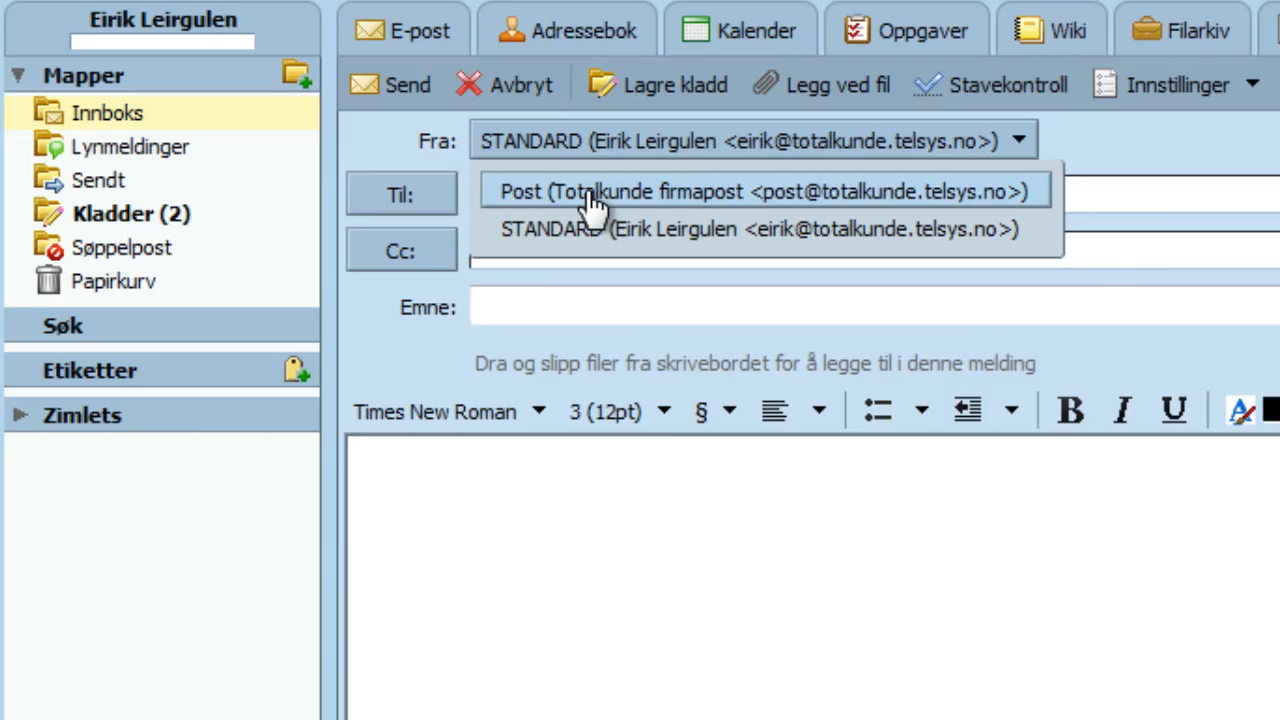 Eirik Leirgulen
Mapper
Innboks
Lynmeldinger
Sendt
Kladder (2)
Søppelpost
Papirkurv
Søk
Etiketter
Zimlets
E-post Adressebok Kalender Oppgaver Wiki Filarkiv
Send Avbryt Lagre kladd Legg ved fil Stavekontroll Innstillinger
Fra: STANDARD (Eirik Leirgulen <eirik@totalkunde.telsys.no>)
Post (Totalkunde firmapost <post@totalkunde.telsys.no>)
STANDARD (Eirik Leirgulen <eirik@totalkunde.telsys.no>)
Til:
Cc:
Emne:
Dra og slipp filer fra skrivebordet for å legge til i denne melding
Times New Roman 3 (12pt) § B I U A